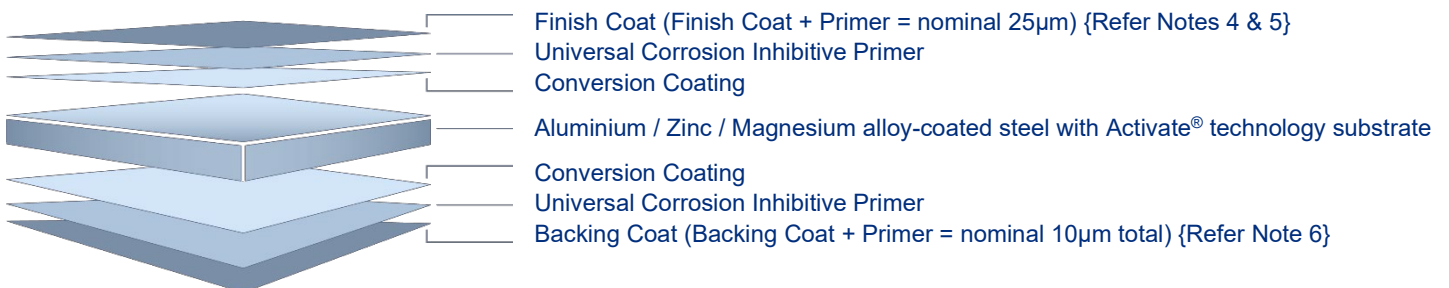 Finish Coat (Finish Coat + Primer = nominal 25µm) {Refer Notes 4 & 5}
Universal Corrosion Inhibitive Primer
Conversion Coating
Aluminium / Zinc / Magnesium alloy-coated steel with Activate® technology substrate
Conversion Coating
Universal Corrosion Inhibitive Primer
Backing Coat (Backing Coat + Primer = nominal 10µm total) {Refer Note 6}